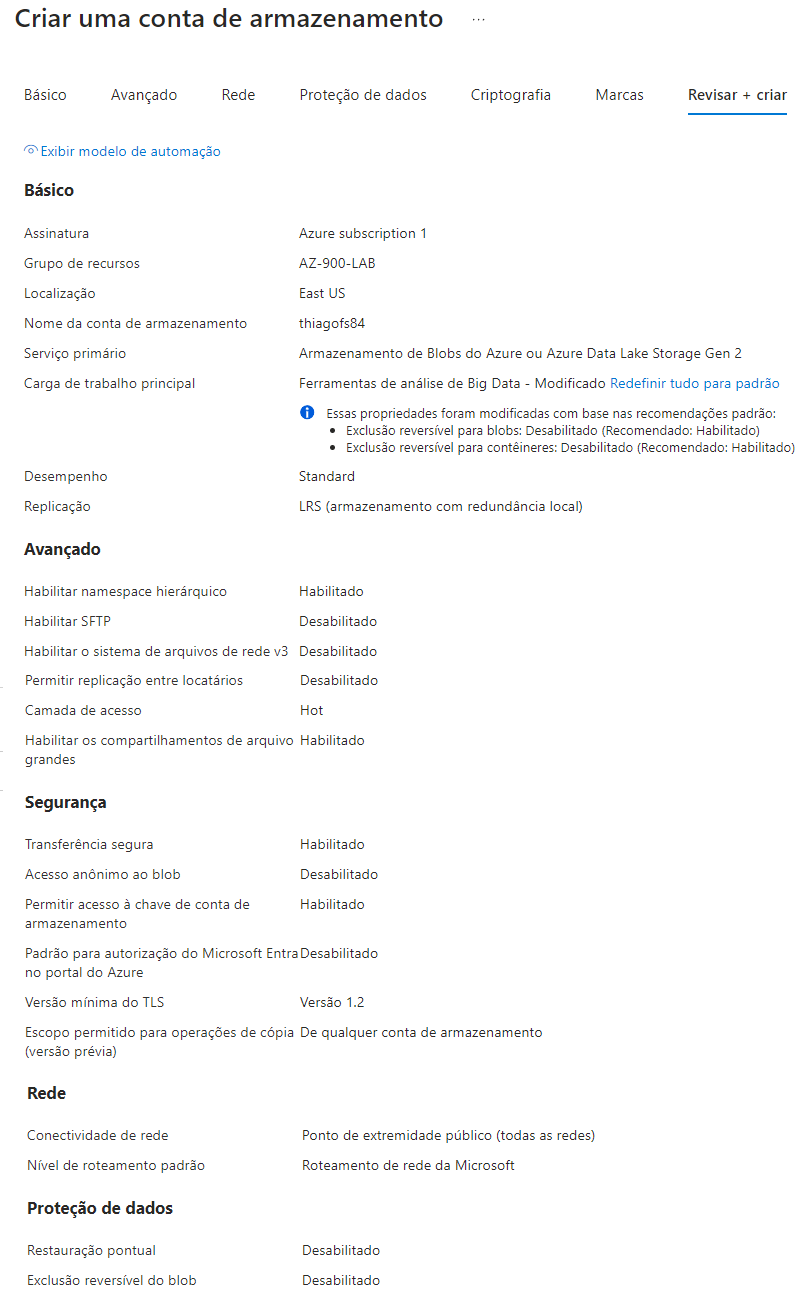 Criar uma conta de armazenamento ...
Básico Avançado Rede Proteção de dados Criptografia Marcas Revisar + criar
Exibir modelo de automação
Básico
Assinatura Azure subscription 1
Grupo de recursos AZ-900-LAB
Localização East US
Nome da conta de armazenamento thiagofs84
Serviço primário Armazenamento de Blobs do Azure ou Azure Data Lake Storage Gen 2
Carga de trabalho principal Ferramentas de análise de Big Data - Modificado Redefinir tudo para padrão
Essas propriedades foram modificadas com base nas recomendações padrão:
• Exclusão reversível para blobs: Desabilitado (Recomendado: Habilitado)
• Exclusão reversível para contêineres: Desabilitado (Recomendado: Habilitado)
Desempenho Standard
Replicação LRS (armazenamento com redundância local)
Avançado
Habilitar namespace hierárquico Habilitado
Habilitar SFTP Desabilitado
Habilitar o sistema de arquivos de rede v3 Desabilitado
Permitir replicação entre locatários Desabilitado
Camada de acesso Hot
Habilitar os compartilhamentos de arquivo Habilitado
grandes
Segurança
Transferência segura Habilitado
Acesso anônimo ao blob Desabilitado
Permitir acesso à chave de conta de Habilitado
armazenamento
Padrão para autorização do Microsoft Entra Desabilitado
no portal do Azure
Versão mínima do TLS Versão 1.2
Escopo permitido para operações de cópia De qualquer conta de armazenamento
(versão prévia)
Rede
Conectividade de rede Ponto de extremidade público (todas as redes)
Nível de roteamento padrão Roteamento de rede da Microsoft
Proteção de dados
Restauração pontual Desabilitado
Exclusão reversível do blob Desabilitado